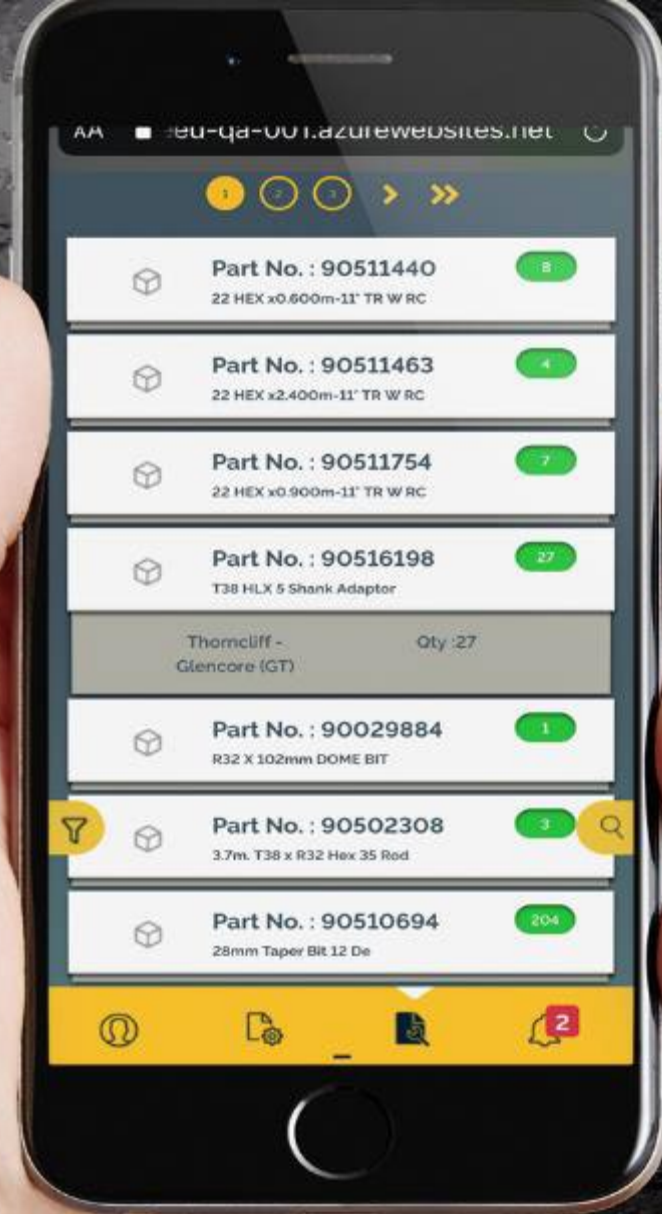 AA eu-qa-001.azurewebsites.net
1 2 3
Part No. : 90511440 8
22 HEX x0.600m-11° TR W RC
Part No. : 90511463 4
22 HEX x2.400m-11° TR W RC
Part No. : 90511754 7
22 HEX x0.900m-11° TR W RC
Part No. : 90516198 27
T38 HLX 5 Shank Adaptor
Thorncliff - Qty :27
Glencore (GT)
Part No. : 90029884 1
R32 X 102mm DOME BIT
Part No. : 90502308 3
3.7m. T38 x R32 Hex 35 Rod
Part No. : 90510694 204
28mm Taper Bit 12 De
2